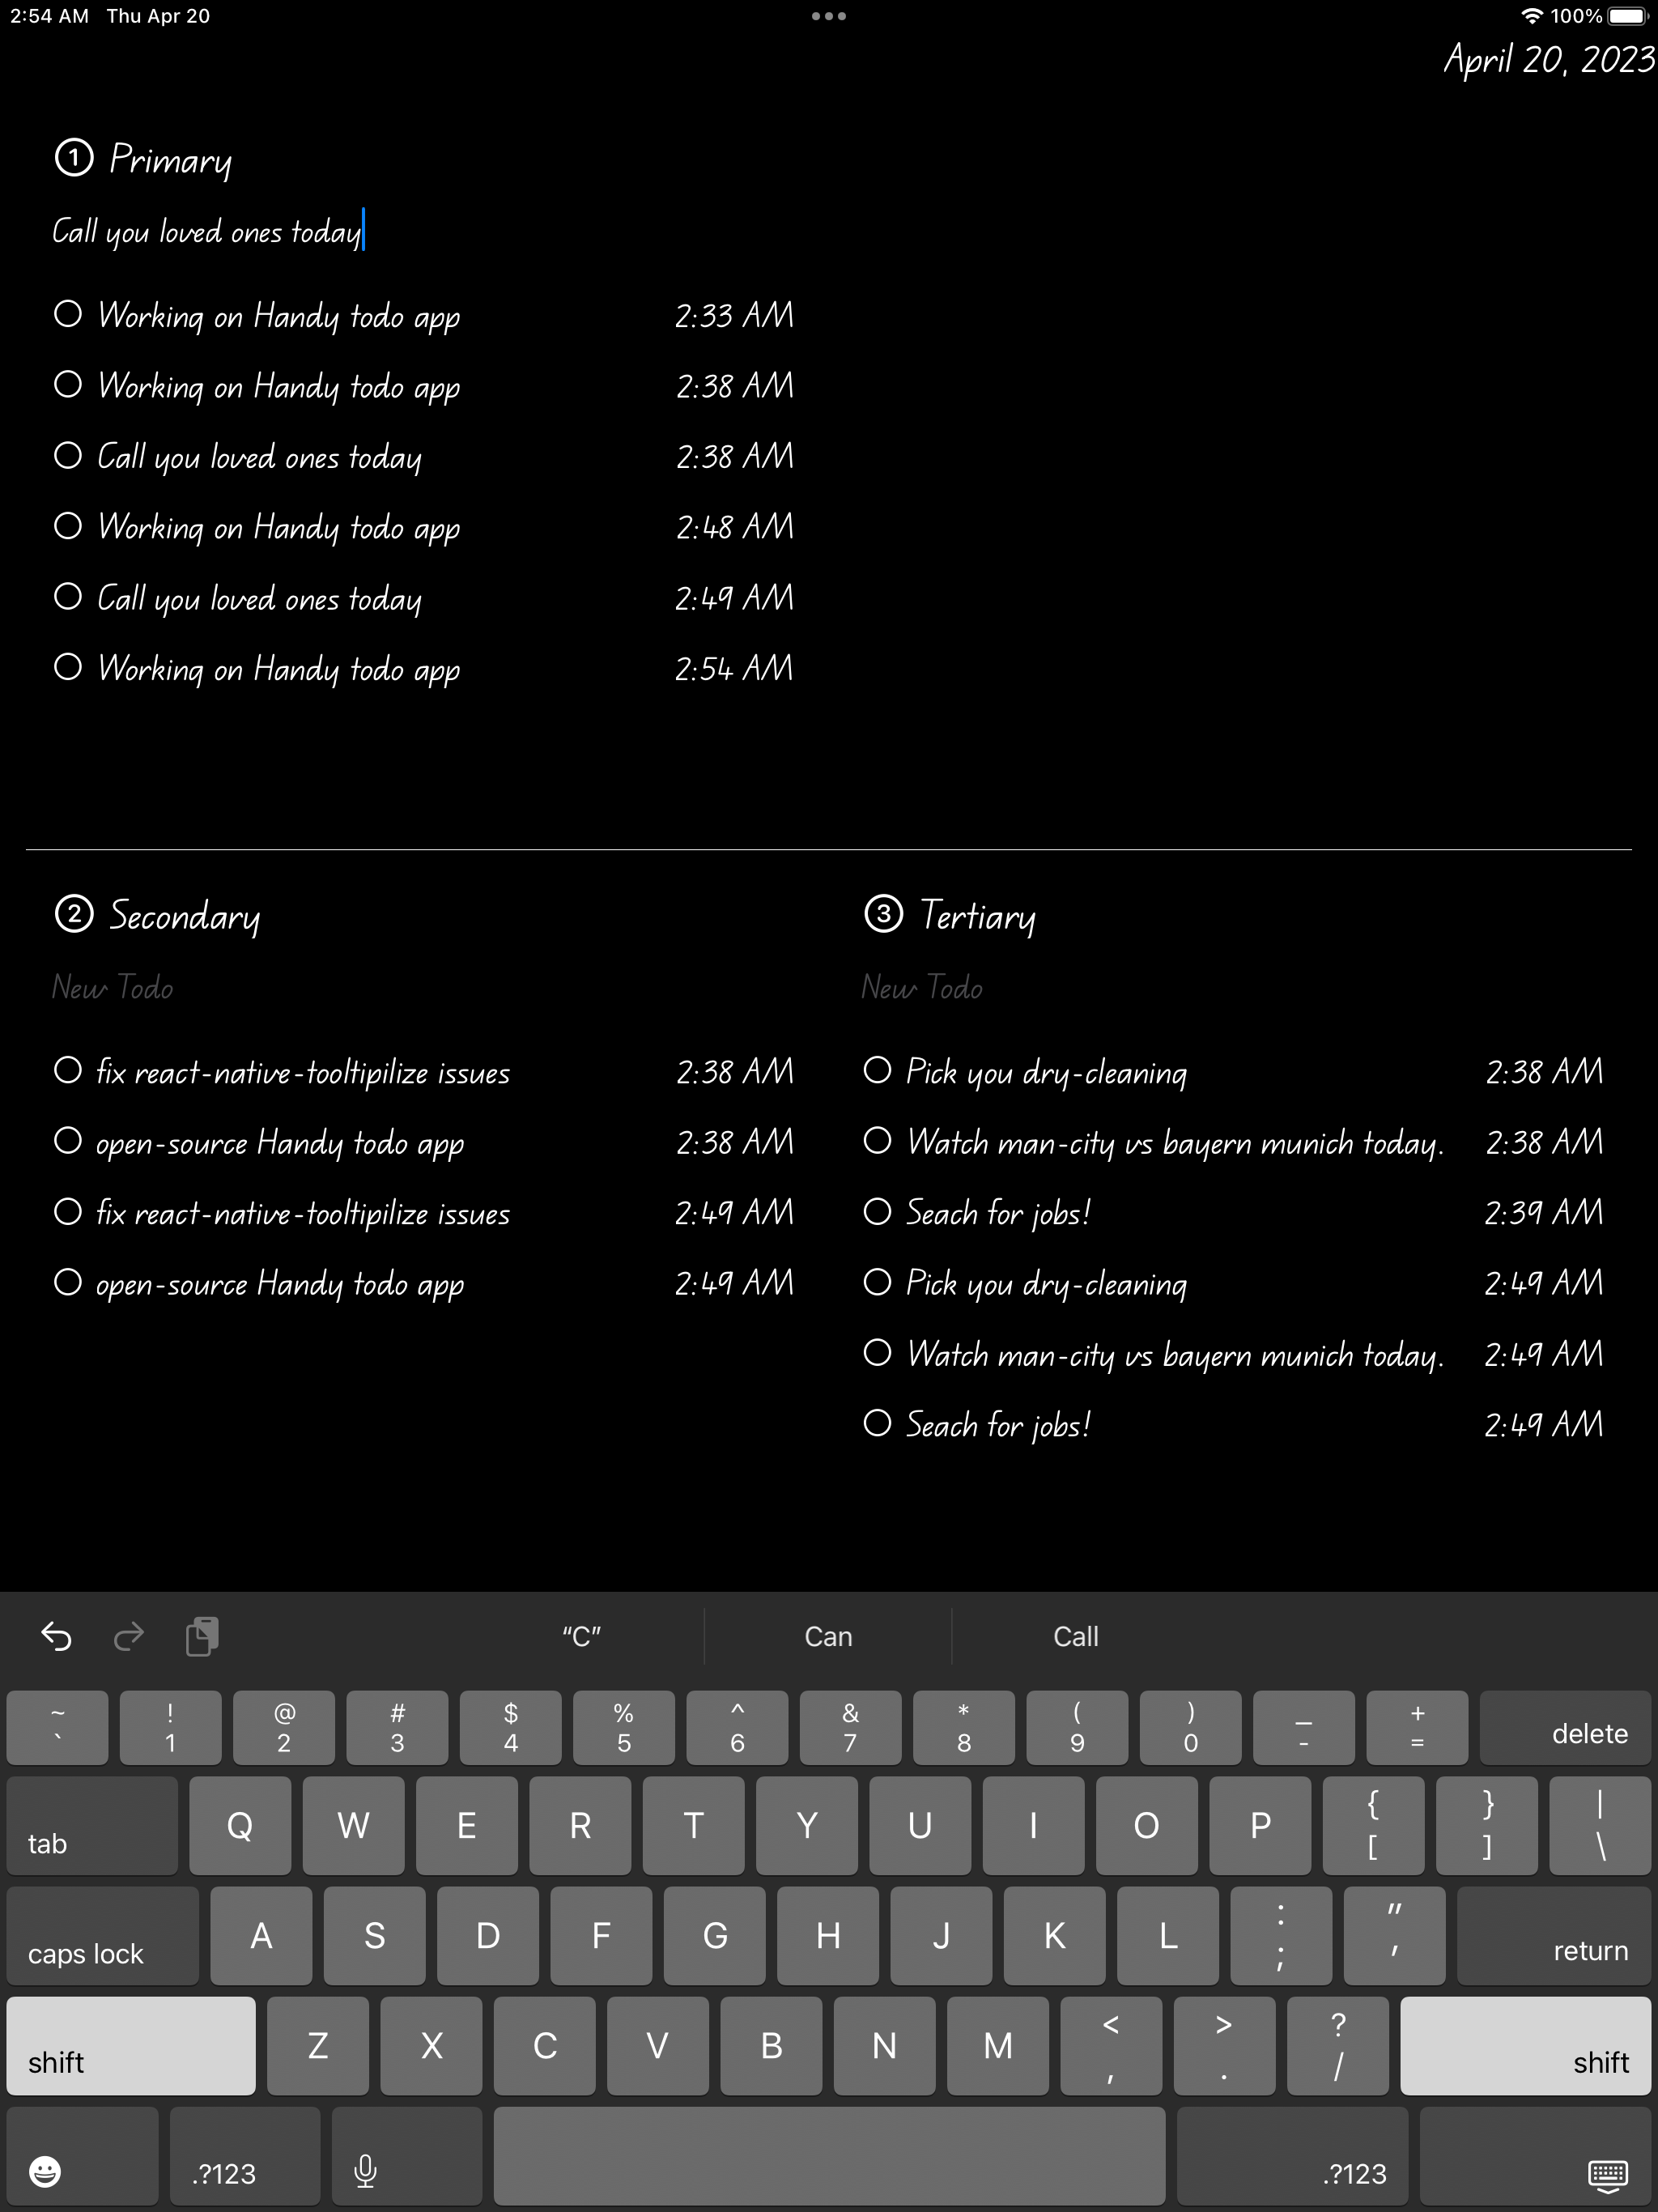 2:54 AM Thu Apr 20 100%
April 20, 2023
1 Primary
Call you loved ones today
Working on Handy todo app 2:33 AM
Working on Handy todo app 2:38 AM
Call you loved ones today 2:38 AM
Working on Handy todo app 2:48 AM
Call you loved ones today 2:49 AM
Working on Handy todo app 2:54 AM
2 Secondary
New Todo
fix react-native-tooltipilize issues 2:38 AM
open-source Handy todo app 2:38 AM
fix react-native-tooltipilize issues 2:49 AM
open-source Handy todo app 2:49 AM
3 Tertiary
New Todo
Pick you dry-cleaning 2:38 AM
Watch man-city vs bayern munich today. 2:38 AM
Seach for jobs! 2:39 AM
Pick you dry-cleaning 2:49 AM
Watch man-city vs bayern munich today. 2:49 AM
Seach for jobs! 2:49 AM
“C” Can Call
~ ! @ # $ % ^ & * ( ) _ +
` 1 2 3 4 5 6 7 8 9 0 - = delete
tab Q W E R T Y U I O P { [ } ] | \
caps lock A S D F G H J K L : ; " ' return
shift Z X C V B N M < , > . ? / shift
.?123 .?123